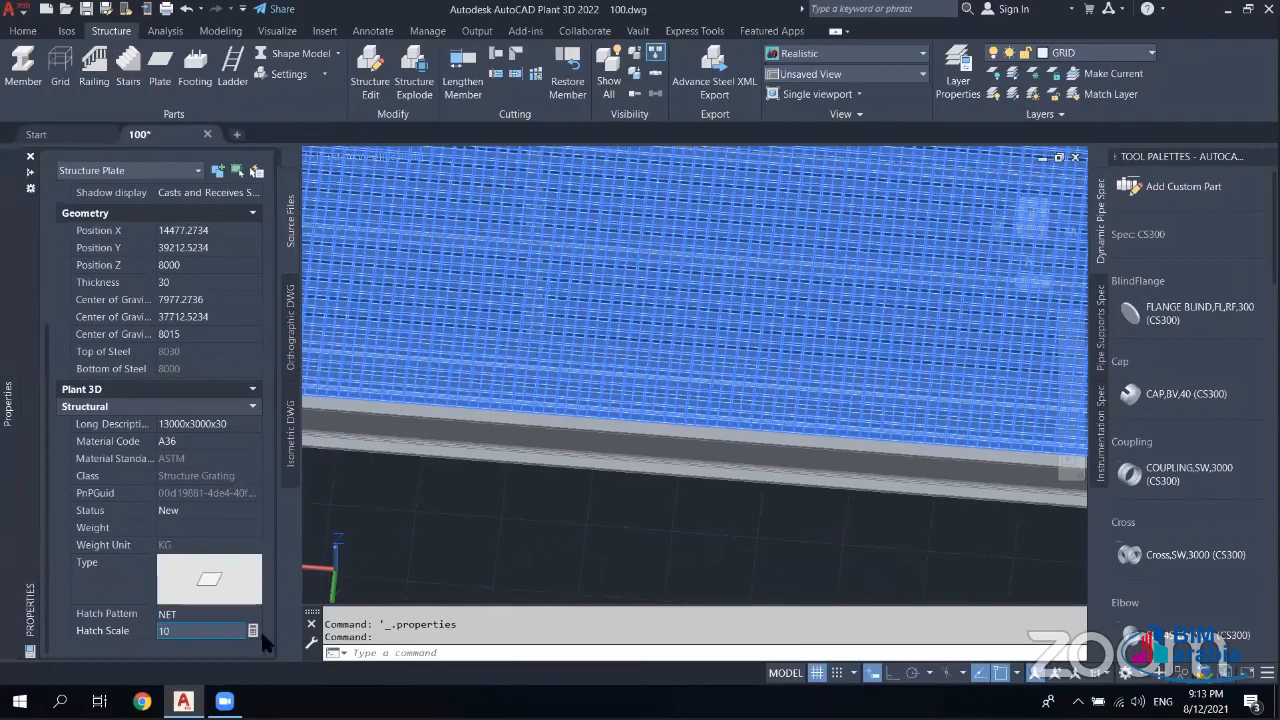 Share
Autodesk AutoCAD Plant 3D 2022
100.dwg
Type a keyword or phrase
Sign In
Home
Isos
Structure
Analysis
Modeling
Visualize
Insert
Annotate
Manage
Output
Add-ins
Collaborate
Vault
Express Tools
Featured Apps
Member
Grid
Railing
Stairs
Plate
Footing
Ladder
Shape Model
Settings
Structure Edit
Structure Explode
Lengthen Member
Restore Member
Show All
Advance Steel XML Export
Realistic
Unsaved View
Single viewport
Layer Properties
GRID
Make Current
Match Layer
Parts
Modify
Cutting
Visibility
Export
View
Layers
Start
100*
Structure Plate
Shadow display Casts and Receives S...
Geometry
Position X 14477.2734
Position Y 39212.5234
Position Z 8000
Thickness 30
Center of Gravi... 7977.2736
Center of Gravi... 37712.5234
Center of Gravi... 8015
Top of Steel 8030
Bottom of Steel 8000
Plant 3D
Structural
Long Descripti... 13000x3000x30
Material Code A36
Material Standa... ASTM
Class Structure Grating
PnPGuid 00d19881-4de4-40f...
Status New
Weight
Weight Unit KG
Type
Hatch Pattern NET
Hatch Scale 10
Properties
PROPERTIES
Source Files
Orthographic DWG
Isometric DWG
Command: '_.properties
Command:
Type a command
TOOL PALETTES - AUTOCA...
Dynamic Pipe Spec
Pipe Supports Spec
Instrumentation Spec
Add Custom Part
Spec: CS300
BlindFlange
FLANGE BLIND,FL,RF,300
(CS300)
Cap
CAP,BV,40 (CS300)
Coupling
COUPLING,SW,3000
(CS300)
Cross
Cross,SW,3000 (CS300)
Elbow
zoom
BIM
arabia
MODEL
ENG
9:13 PM
8/12/2021